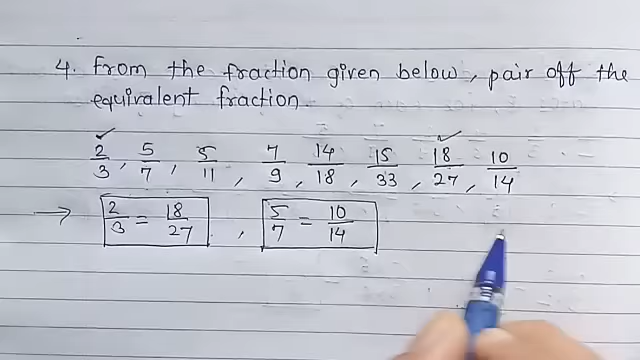 4. From the fraction given below, pair off the
equivalent fraction
2/3, 5/7, 5/11, 7/9, 14/18, 15/33, 18/27, 10/14
→ 2/3 = 18/27, 5/7 = 10/14